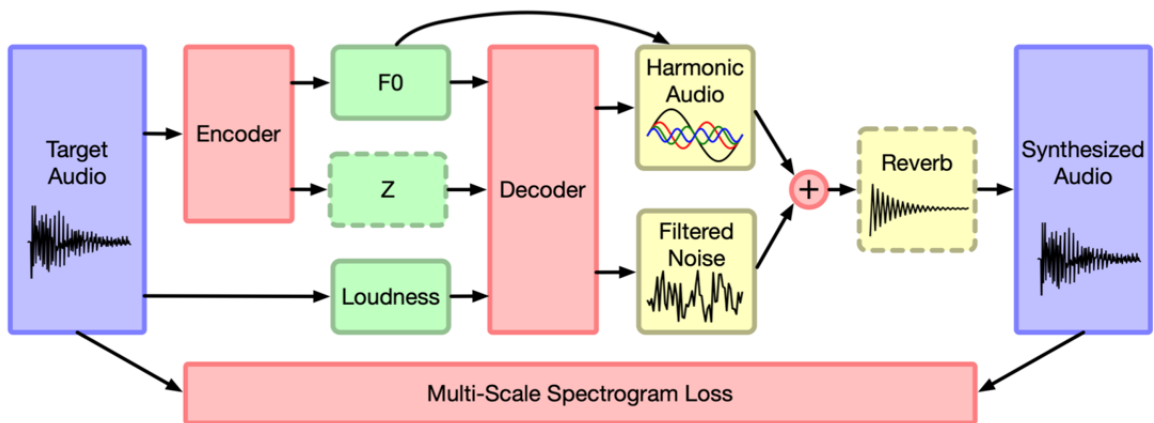 Target
Audio
Encoder
F0
Z
Loudness
Decoder
Harmonic
Audio
Filtered
Noise
+
Reverb
Synthesized
Audio
Multi-Scale Spectrogram Loss